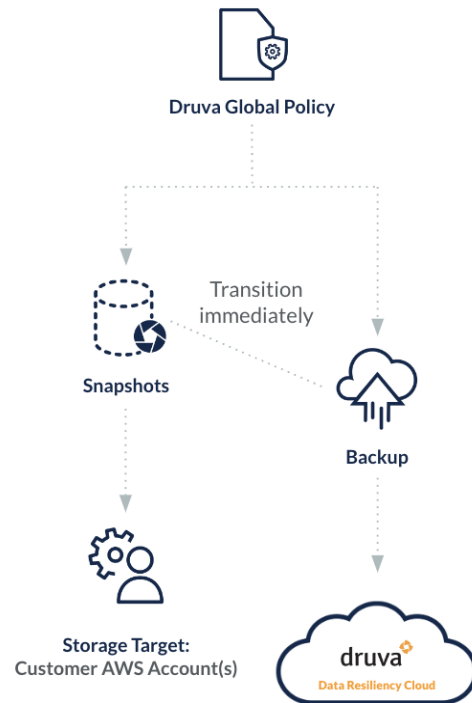 Druva Global Policy
Transition
immediately
Snapshots
Backup
Storage Target:
Customer AWS Account(s)
druva
Data Resiliency Cloud